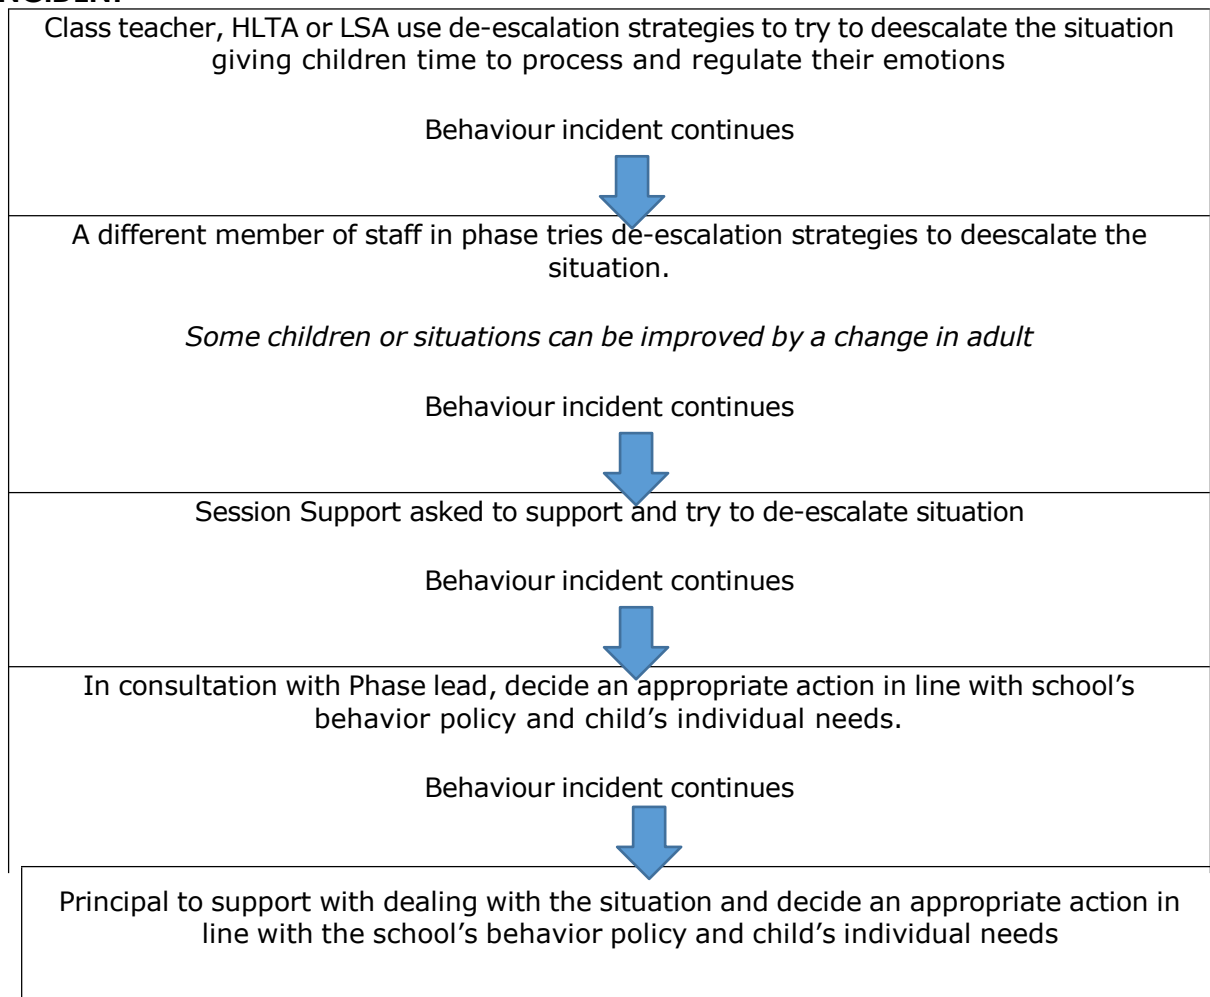 Class teacher, HLTA or LSA use de-escalation strategies to try to deescalate the situation
giving children time to process and regulate their emotions
Behaviour incident continues
A different member of staff in phase tries de-escalation strategies to deescalate the
situation.
Some children or situations can be improved by a change in adult
Behaviour incident continues
Session Support asked to support and try to de-escalate situation
Behaviour incident continues
In consultation with Phase lead, decide an appropriate action in line with school’s
behavior policy and child’s individual needs.
Behaviour incident continues
Principal to support with dealing with the situation and decide an appropriate action in
line with the school’s behavior policy and child’s individual needs